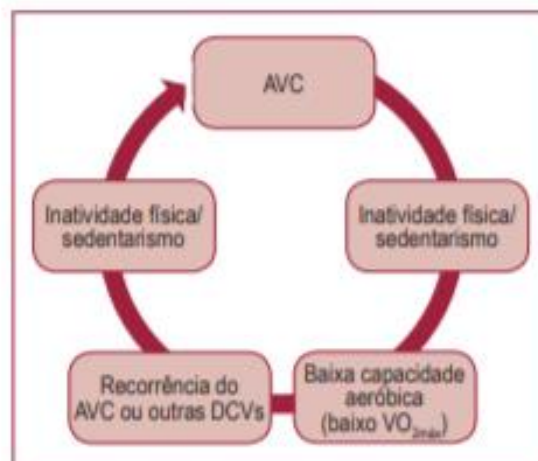 AVC
Inatividade física/
sedentarismo
Baixa capacidade
aeróbica
(baixo VO₂máx)
Recorrência do
AVC ou outras DCVs
Inatividade física/
sedentarismo